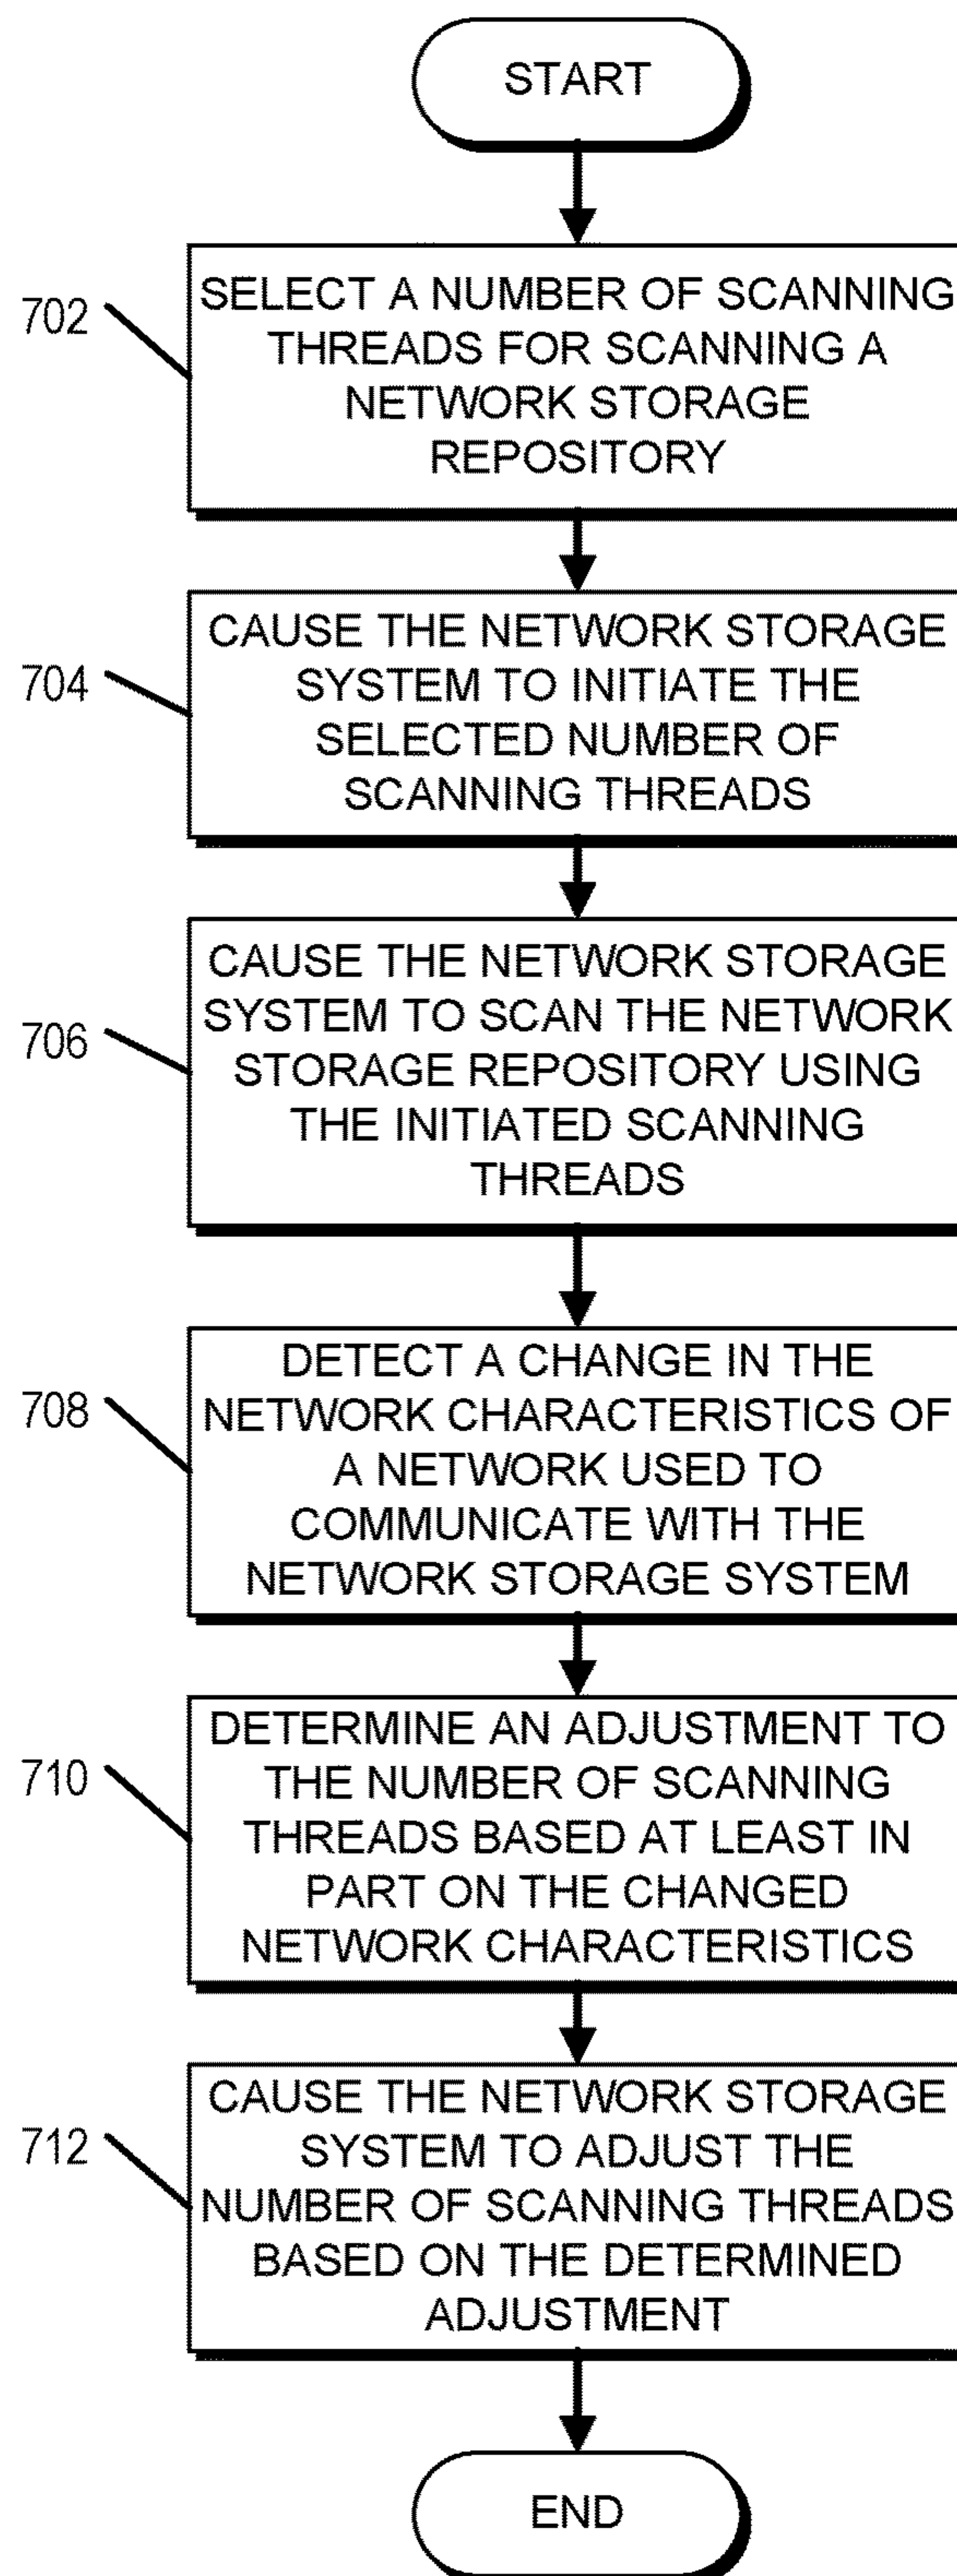 START
702
SELECT A NUMBER OF SCANNING
THREADS FOR SCANNING A
NETWORK STORAGE
REPOSITORY
704
CAUSE THE NETWORK STORAGE
SYSTEM TO INITIATE THE
SELECTED NUMBER OF
SCANNING THREADS
706
CAUSE THE NETWORK STORAGE
SYSTEM TO SCAN THE NETWORK
STORAGE REPOSITORY USING
THE INITIATED SCANNING
THREADS
708
DETECT A CHANGE IN THE
NETWORK CHARACTERISTICS OF
A NETWORK USED TO
COMMUNICATE WITH THE
NETWORK STORAGE SYSTEM
710
DETERMINE AN ADJUSTMENT TO
THE NUMBER OF SCANNING
THREADS BASED AT LEAST IN
PART ON THE CHANGED
NETWORK CHARACTERISTICS
712
CAUSE THE NETWORK STORAGE
SYSTEM TO ADJUST THE
NUMBER OF SCANNING THREADS
BASED ON THE DETERMINED
ADJUSTMENT
END